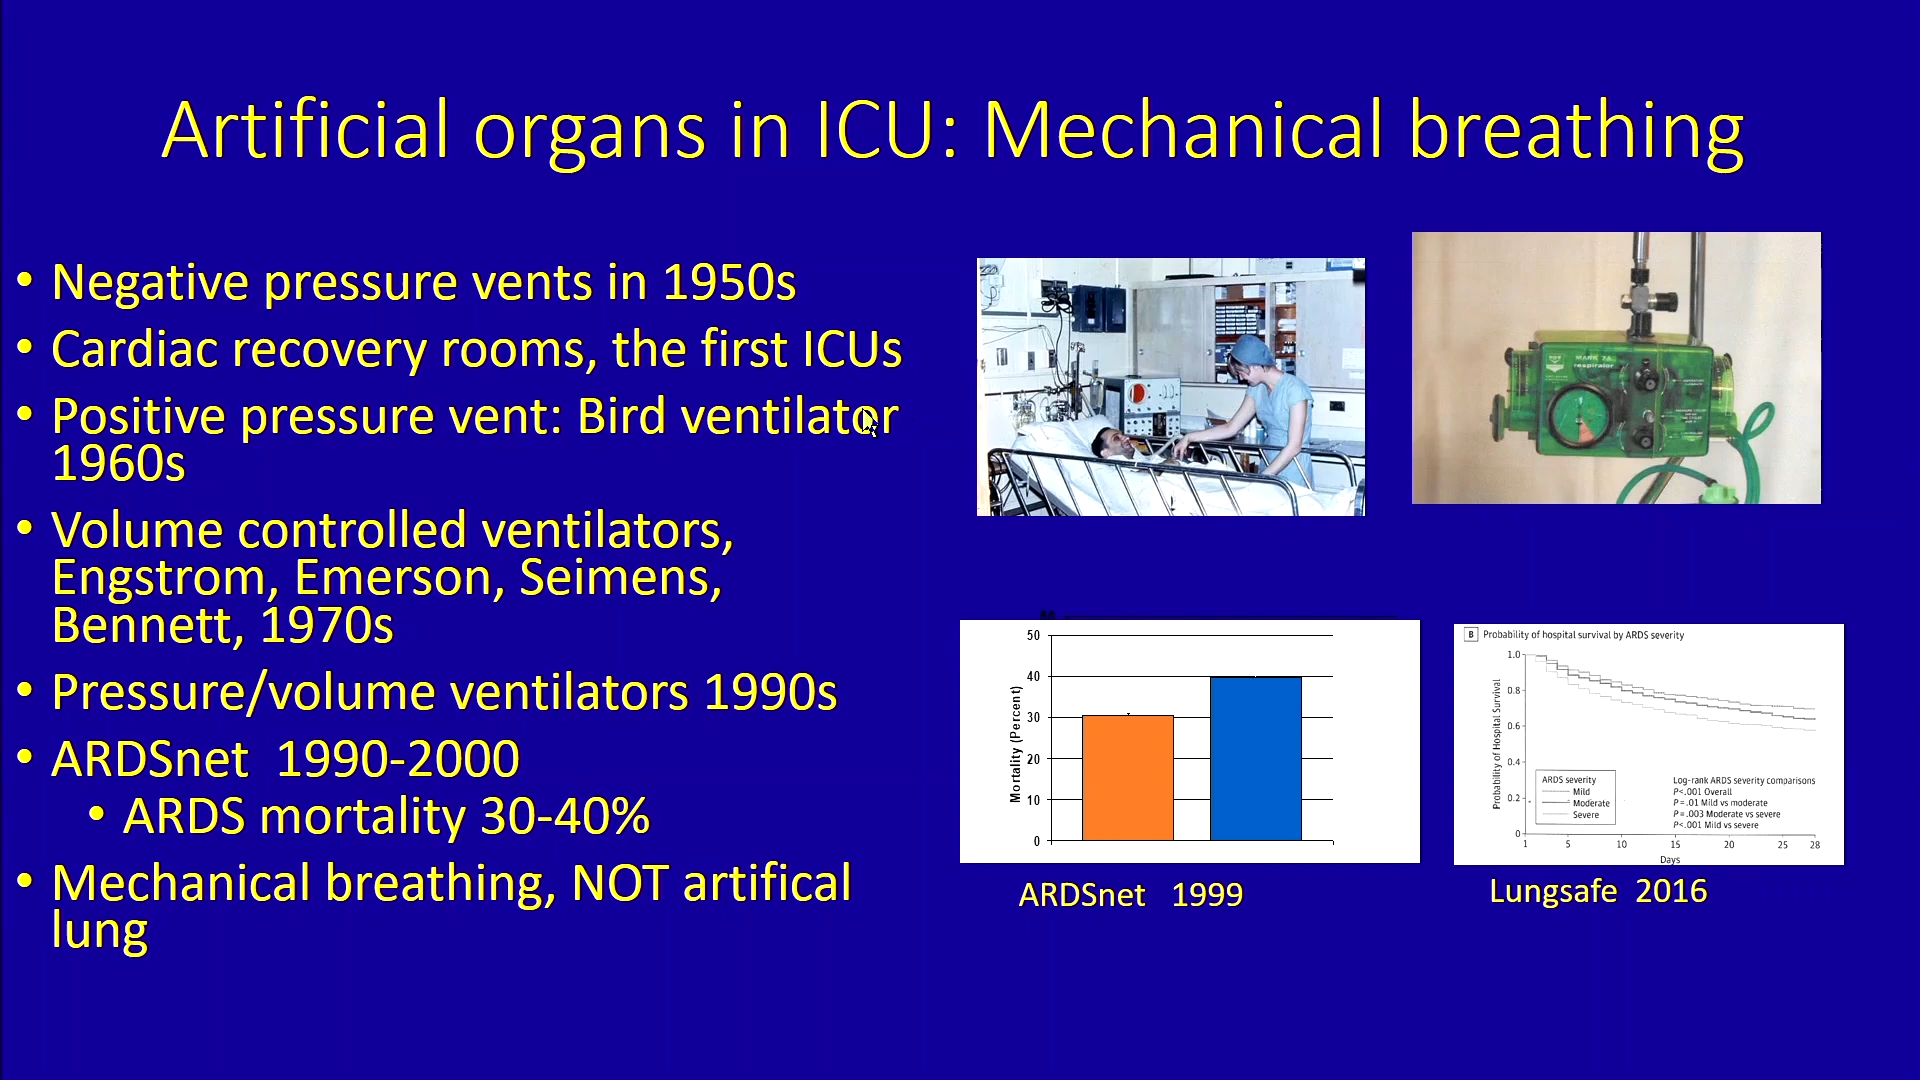 Artificial organs in ICU: Mechanical breathing
• Negative pressure vents in 1950s
• Cardiac recovery rooms, the first ICUs
• Positive pressure vent: Bird ventilator
1960s
• Volume controlled ventilators,
Engstrom, Emerson, Seimens,
Bennett, 1970s
• Pressure/volume ventilators 1990s
• ARDSnet 1990-2000
• ARDS mortality 30-40%
• Mechanical breathing, NOT artifical
lung
MARK 7A
respirator
Mortality (Percent)
50
40
30
20
10
0
ARDSnet 1999
B Probability of hospital survival by ARDS severity
Probability of Hospital Survival
1.0
0.8
0.6
0.4
0.2
0
ARDS severity
Mild
Moderate
Severe
Log-rank ARDS severity comparisons
P<.001 Overall
P=.01 Mild vs moderate
P=.003 Moderate vs severe
P<.001 Mild vs severe
1 5 10 15 20 25 28
Days
Lungsafe 2016